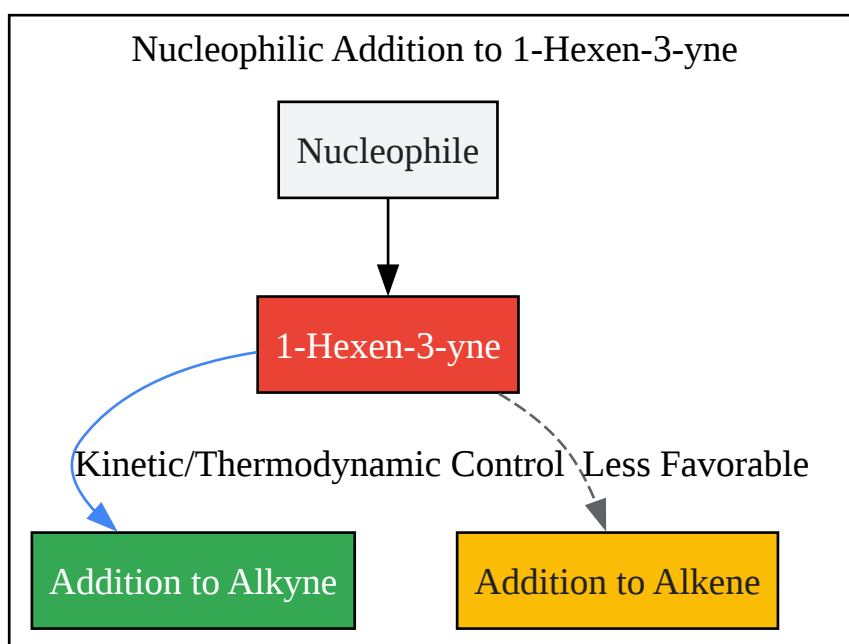 Nucleophilic Addition to 1-Hexen-3-yne
Nucleophile
1-Hexen-3-yne
Kinetic/Thermodynamic Control
Less Favorable
Addition to Alkyne
Addition to Alkene